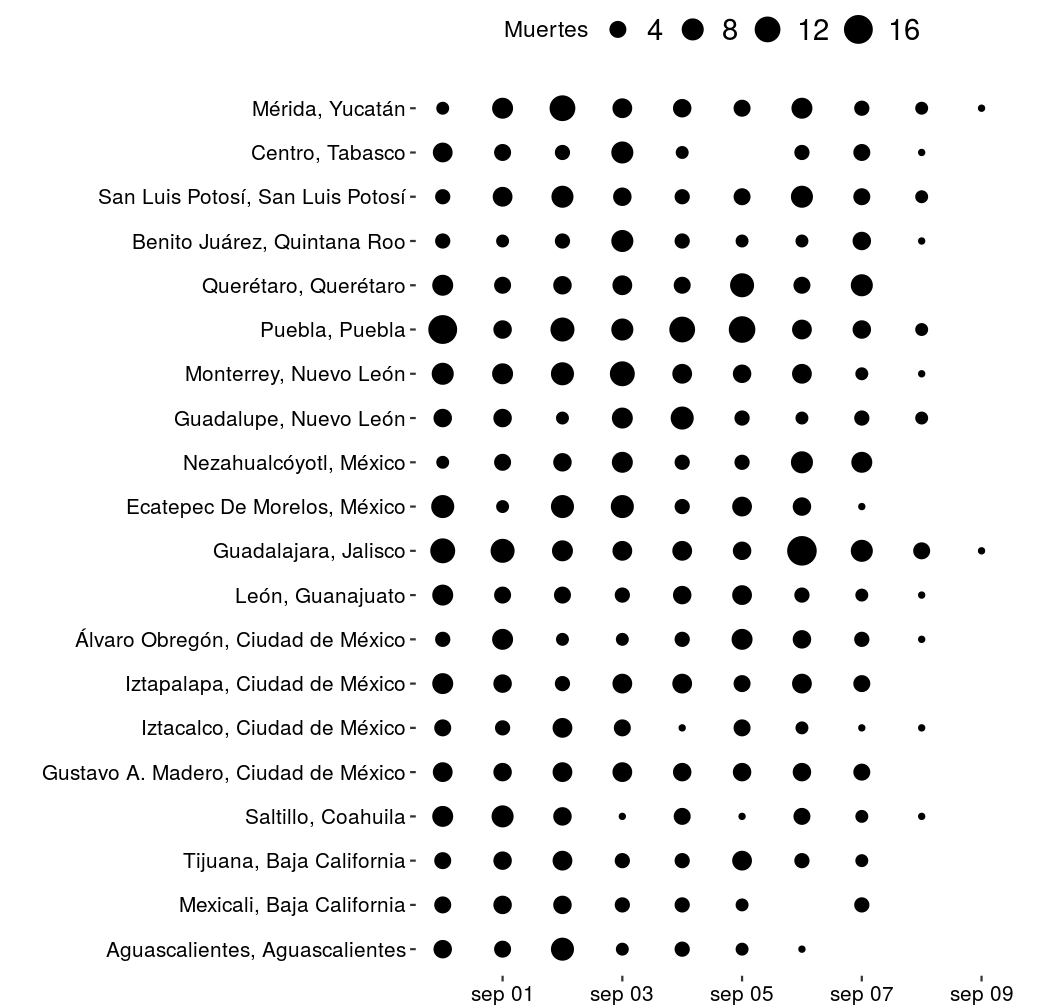 Muertes 4 8 12 16
Mérida, Yucatán
Centro, Tabasco
San Luis Potosí, San Luis Potosí
Benito Juárez, Quintana Roo
Querétaro, Querétaro
Puebla, Puebla
Monterrey, Nuevo León
Guadalupe, Nuevo León
Nezahualcóyotl, México
Ecatepec De Morelos, México
Guadalajara, Jalisco
León, Guanajuato
Álvaro Obregón, Ciudad de México
Iztapalapa, Ciudad de México
Iztacalco, Ciudad de México
Gustavo A. Madero, Ciudad de México
Saltillo, Coahuila
Tijuana, Baja California
Mexicali, Baja California
Aguascalientes, Aguascalientes
sep 01 sep 03 sep 05 sep 07 sep 09